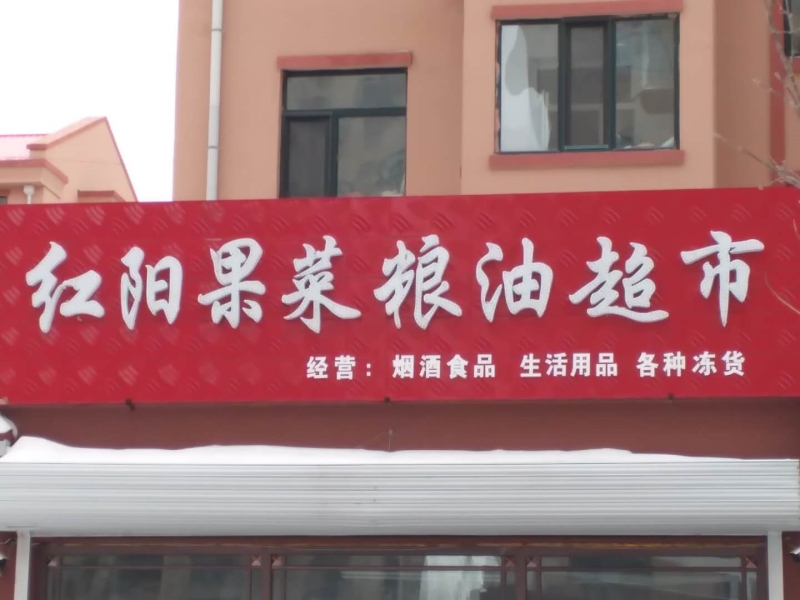 红阳果菜粮油超市
经营：烟酒食品 生活用品 各种冻货